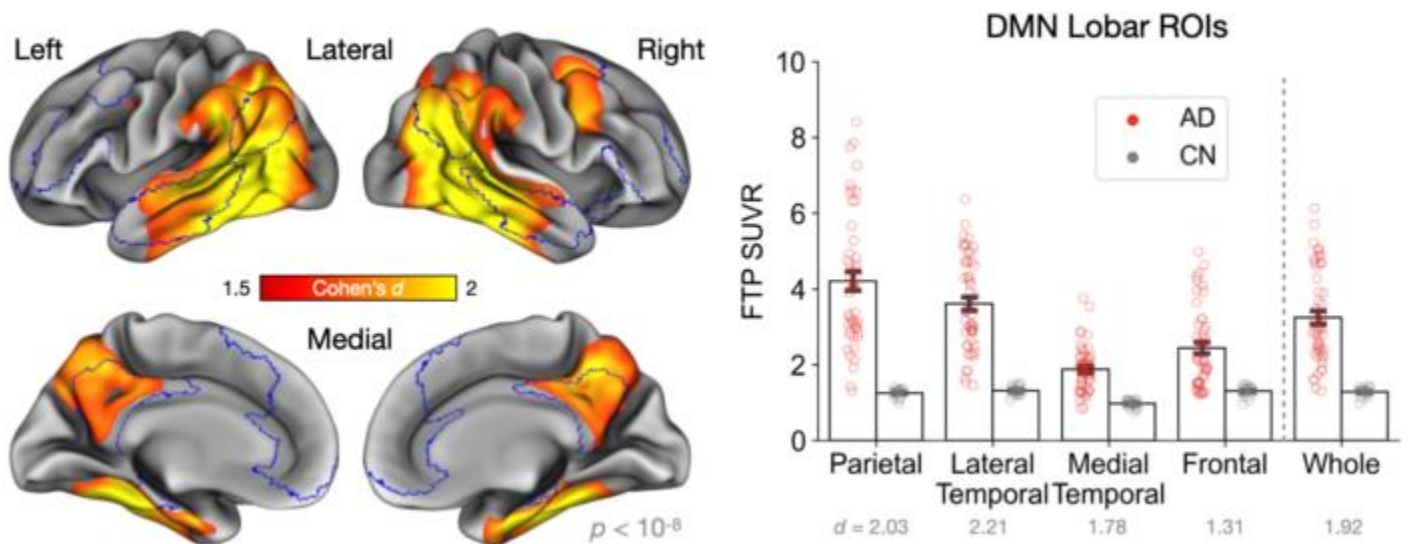 Left
Lateral
Right
1.5 Cohen's d 2
Medial
p < 10⁻⁸
DMN Lobar ROIs
FTP SUVR
10
8
6
4
2
0
AD
CN
Parietal
Lateral Temporal
Medial Temporal
Frontal
Whole
d = 2.03 2.21 1.78 1.31 1.92